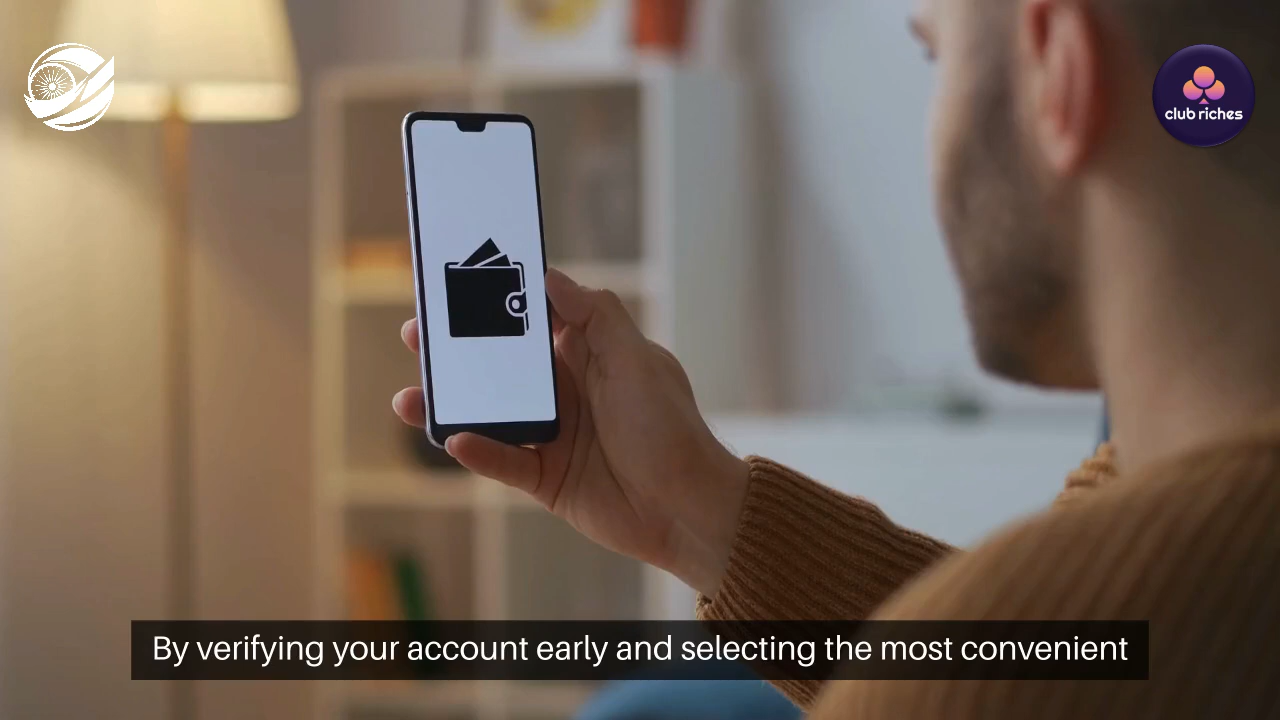 club riches
By verifying your account early and selecting the most convenient